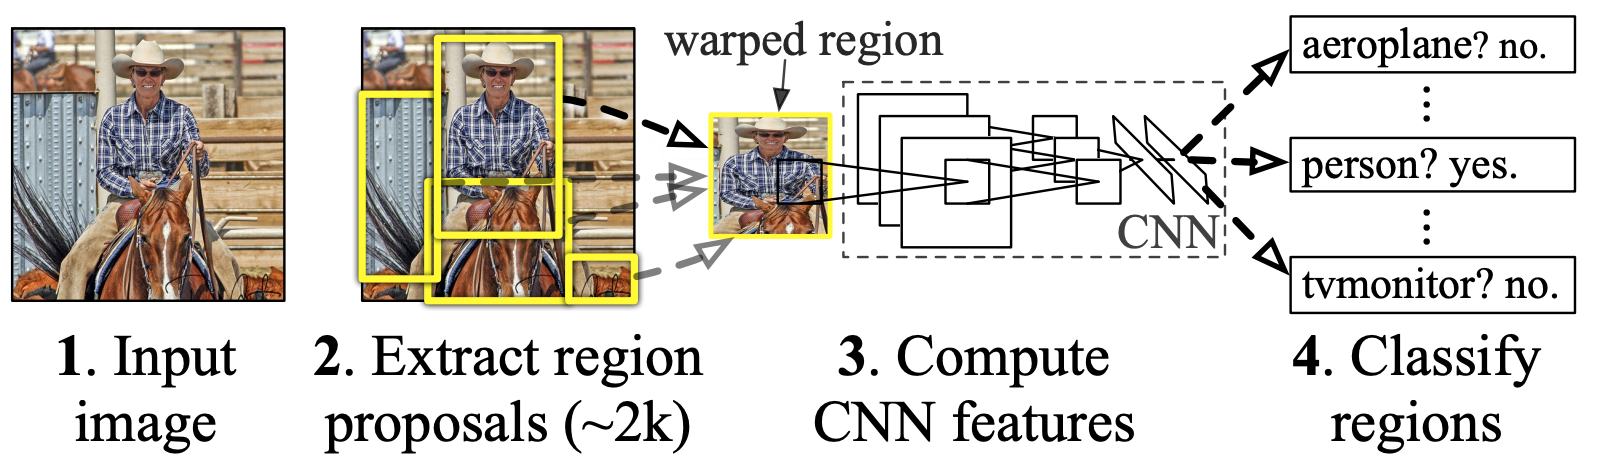 warped region
aeroplane? no.
person? yes.
tvmonitor? no.
CNN
1. Input
image
2. Extract region
proposals (~2k)
3. Compute
CNN features
4. Classify
regions